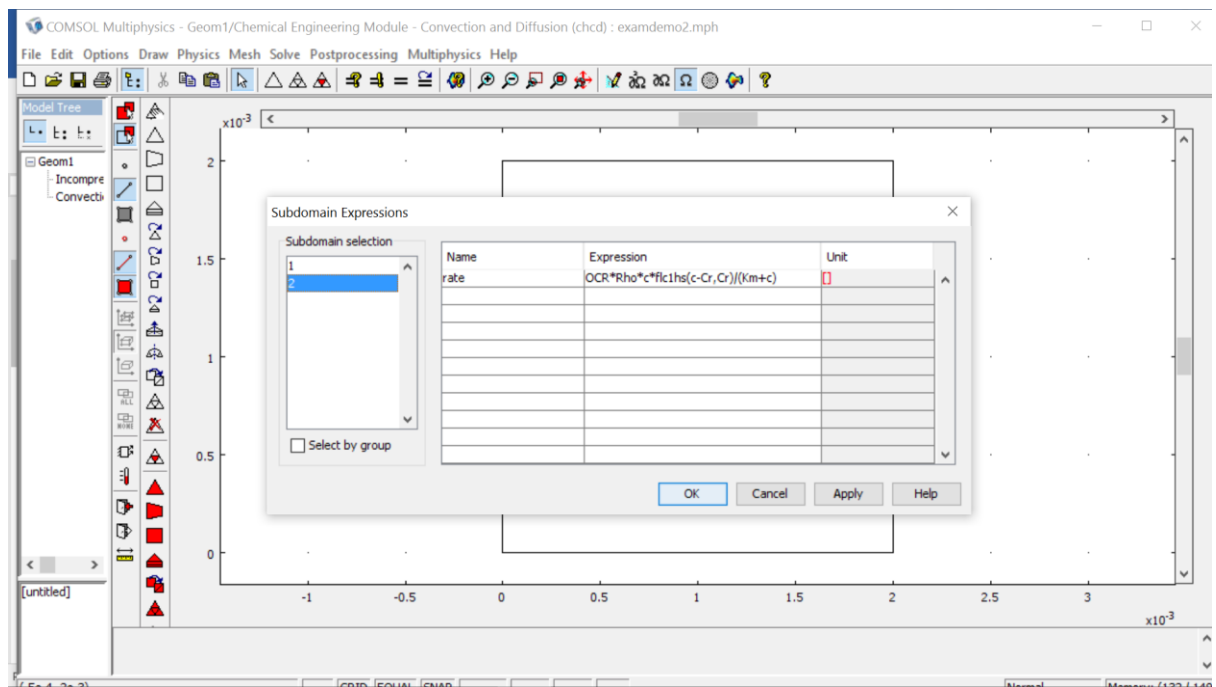 COMSOL Multiphysics - Geom1/Chemical Engineering Module - Convection and Diffusion (chcd) : examdemo2.mph
File Edit Options Draw Physics Mesh Solve Postprocessing Multiphysics Help
Model Tree
Geom1
Incompre
Convecti
[untitled]
x10-3
2
1.5
1
0.5
0
Subdomain Expressions
Subdomain selection
1
2
Select by group
Name Expression Unit
rate OCR*Rho*c*flc1hs(c-Cr,Cr)/(Km+c) []
OK Cancel Apply Help
-1 -0.5 0 0.5 1 1.5 2 2.5 3
x10-3
GRID EQUAL SNAP Normal Memory: (132 /